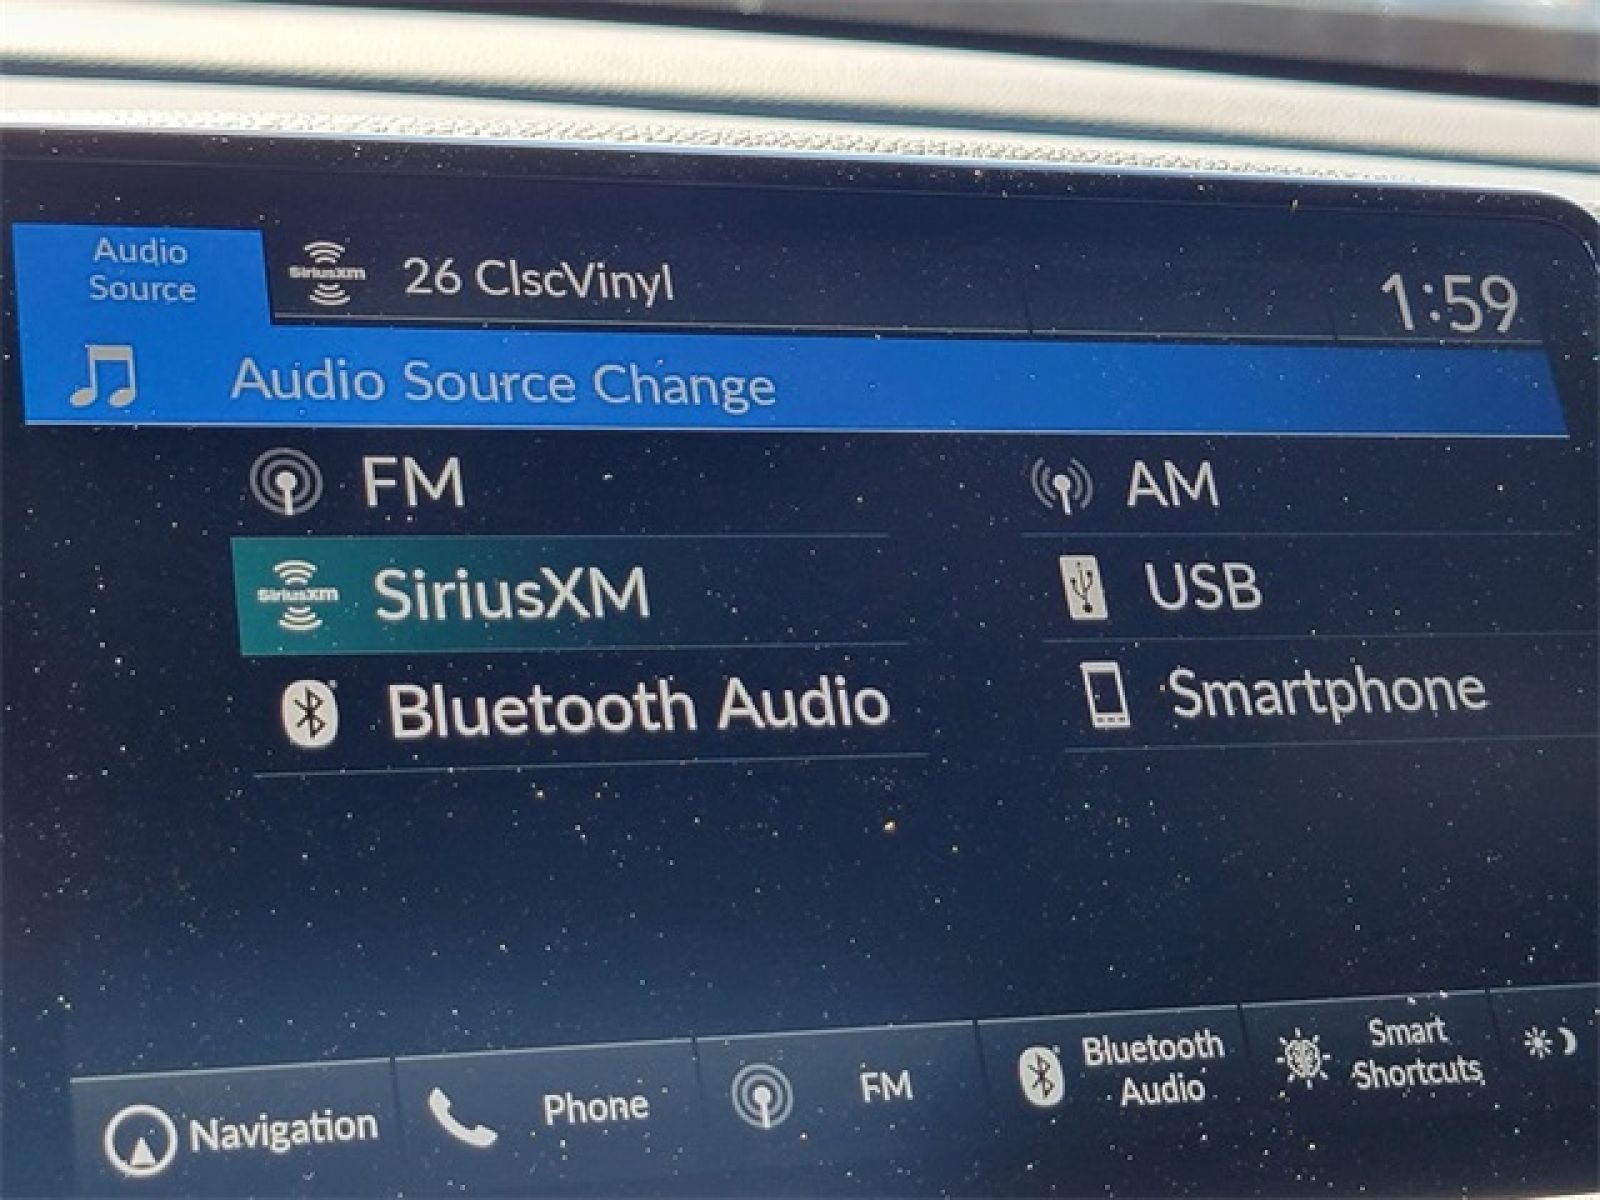 Audio
Source
SiriusXM
26 ClscVinyl
1:59
Audio Source Change
FM
AM
SiriusXM
SiriusXM
USB
Bluetooth Audio
Smartphone
Navigation
Phone
FM
Bluetooth
Audio
Smart
Shortcuts